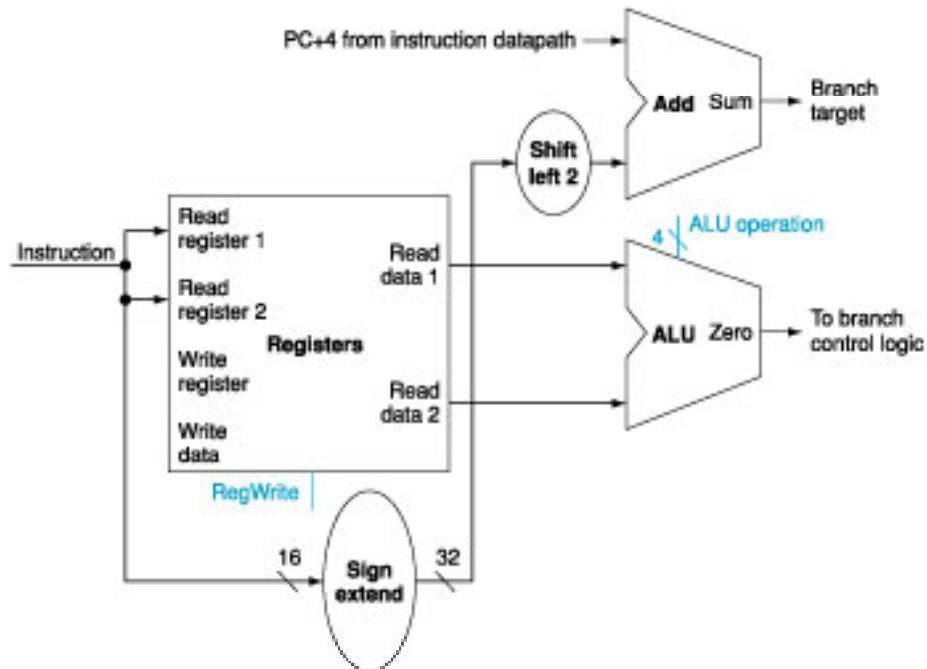 PC+4 from instruction datapath
Add Sum
Branch
target
Shift
left 2
Read
register 1
Instruction
Read
data 1
4
ALU operation
Read
register 2
Registers
ALU Zero
To branch
control logic
Write
register
Read
data 2
Write
data
RegWrite
16
Sign
extend
32